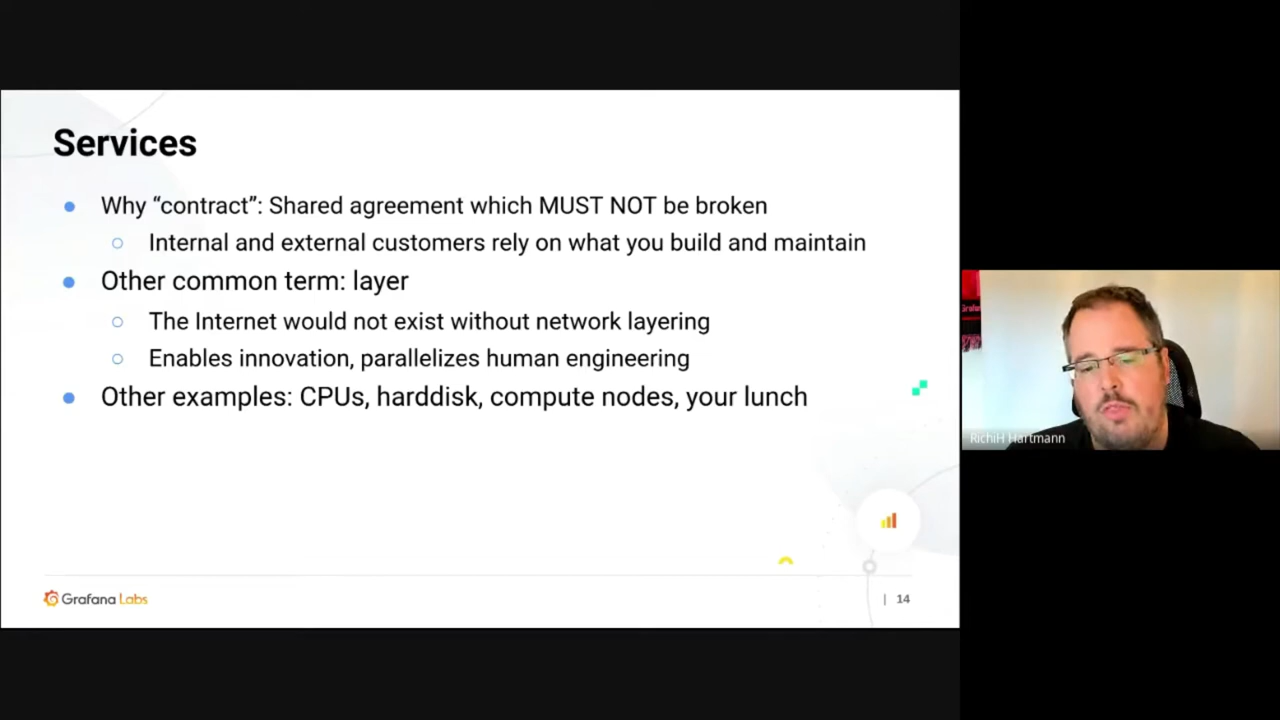 Services
Why “contract”: Shared agreement which MUST NOT be broken
Internal and external customers rely on what you build and maintain
Other common term: layer
The Internet would not exist without network layering
Enables innovation, parallelizes human engineering
Other examples: CPUs, harddisk, compute nodes, your lunch
Grafana Labs
| 14
RichiH Hartmann